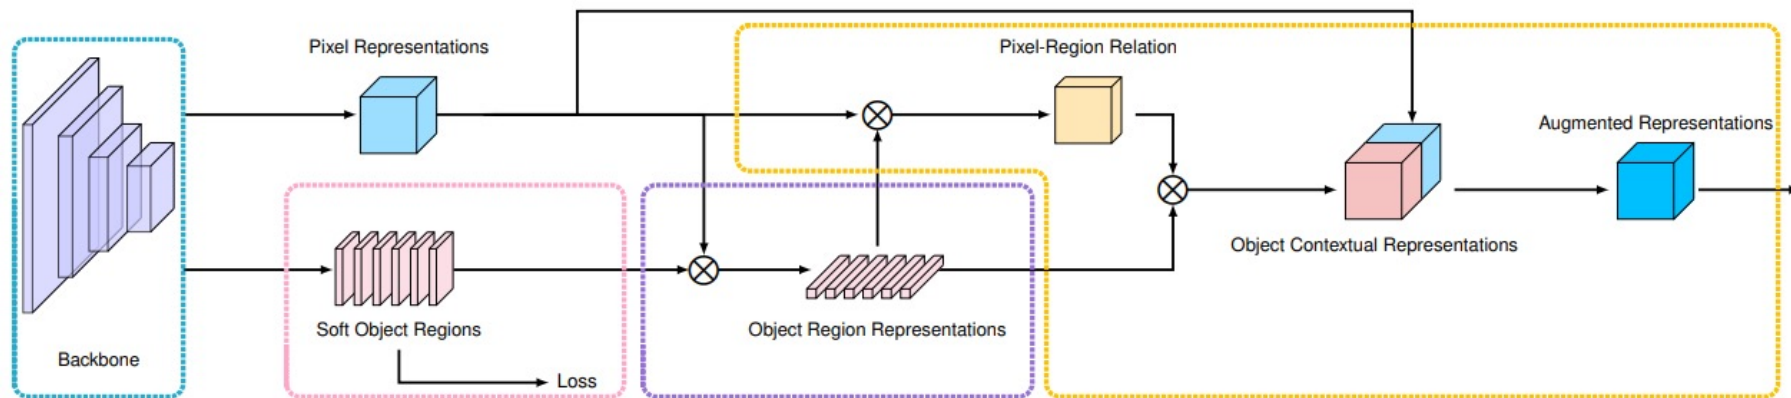 Pixel Representations
Pixel-Region Relation
Augmented Representations
Object Contextual Representations
Soft Object Regions
Object Region Representations
Backbone
Loss